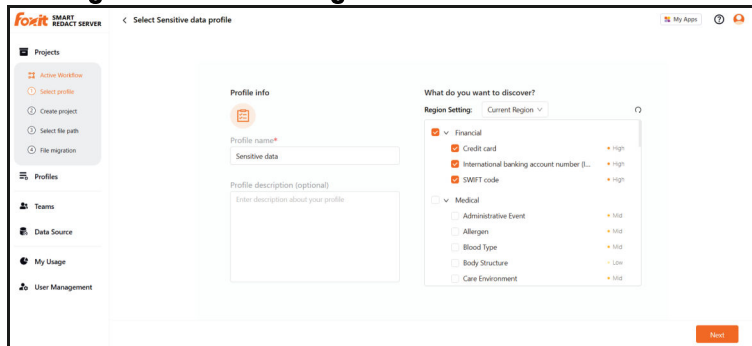 Foxit SMART
REDACT SERVER
Select Sensitive data profile
My Apps
Projects
Active Workflow
1 Select profile
2 Create project
3 Select file path
4 File migration
Profiles
Teams
Data Source
My Usage
User Management
Profile info
Profile name*
Sensitive data
Profile description (optional)
Enter description about your profile
What do you want to discover?
Region Setting: Current Region
Financial
Credit card High
International banking account number (I... High
SWIFT code High
Medical
Administrative Event Mid
Allergen Mid
Blood Type Mid
Body Structure Low
Care Environment Mid
Next